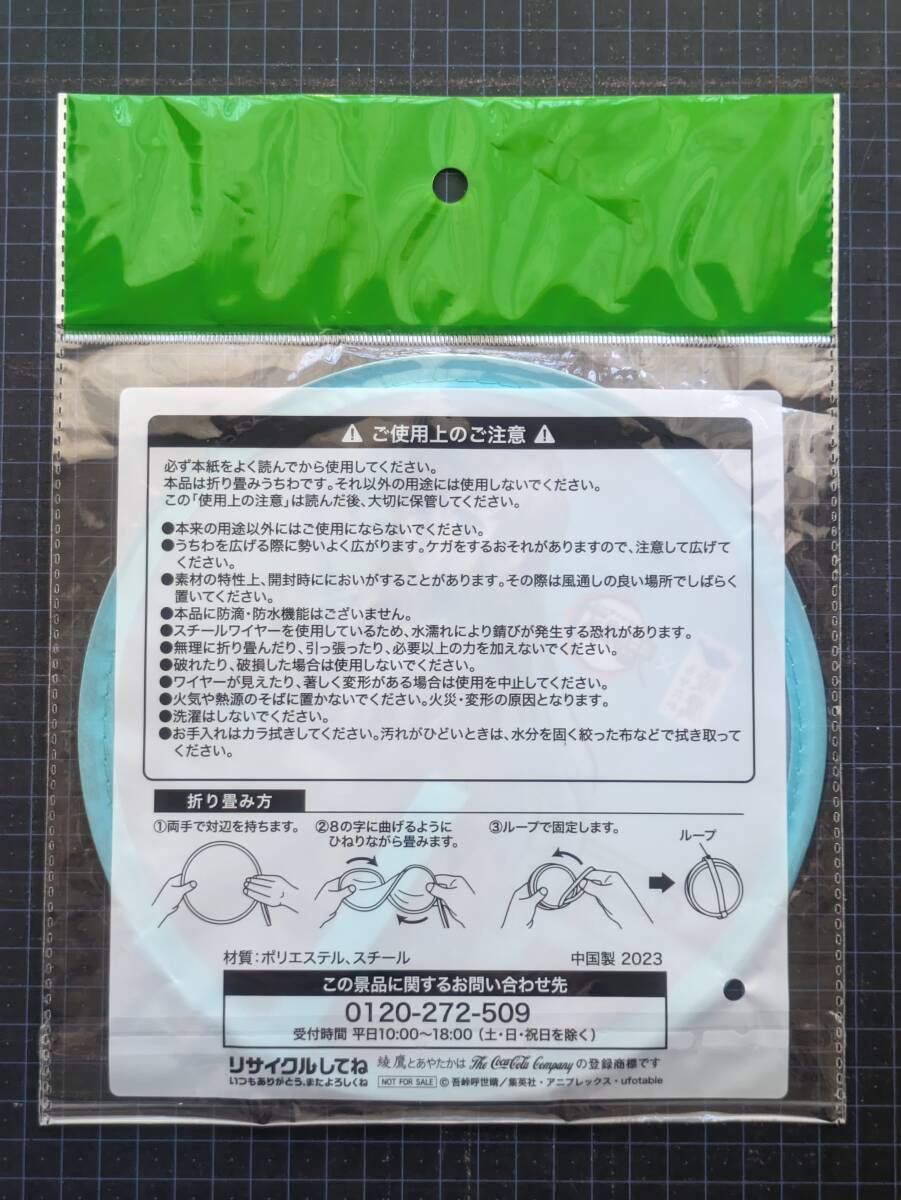 ⚠ ご使用上のご注意 ⚠
必ず本紙をよく読んでから使用してください。
本品は折り畳みうちわです。それ以外の用途には使用しないでください。
この「使用上の注意」は読んだ後、大切に保管してください。
●本来の用途以外にはご使用にならないでください。
●うちわを広げる際に勢いよく広がります。ケガをするおそれがありますので、注意して広げて
ください。
●素材の特性上、開封時ににおいがすることがあります。その際は風通しの良い場所でしばらく
置いてください。
●本品に防滴・防水機能はございません。
●スチールワイヤーを使用しているため、水濡れにより錆びが発生する恐れがあります。
●無理に折り畳んだり、引っ張ったり、必要以上の力を加えないでください。
●破れたり、破損した場合は使用しないでください。
●ワイヤーが見えたり、著しく変形がある場合は使用を中止してください。
●火気や熱源のそばに置かないでください。火災・変形の原因となります。
●洗濯はしないでください。
●お手入れはカラ拭きしてください。汚れがひどいときは、水分を固く絞った布などで拭き取って
ください。
折り畳み方
①両手で対辺を持ちます。
②8の字に曲げるように
ひねりながら畳みます。
③ループで固定します。
ループ
材質：ポリエステル、スチール
中国製 2023
この景品に関するお問い合わせ先
0120-272-509
受付時間 平日10:00〜18:00（土・日・祝日を除く）
リサイクルしてね
いつもありがとう。またよろしくね
綾鷹とあやたかは The Coca-Cola Company の登録商標です
NOT FOR SALE ©吾峠呼世晴／集英社・アニプレックス・ufotable